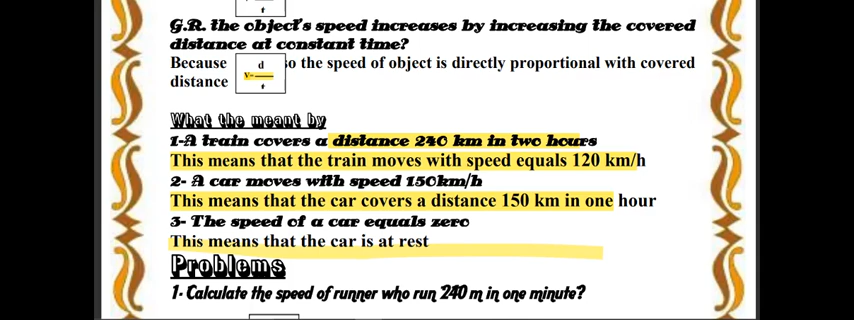 t
G.R. the object's speed increases by increasing the covered
distance at constant time?
Because v= d/t so the speed of object is directly proportional with covered
distance
What the meant by
1-A train covers a distance 240 km in two hours
This means that the train moves with speed equals 120 km/h
2- A car moves with speed 150km/h
This means that the car covers a distance 150 km in one hour
3- The speed of a car equals zero
This means that the car is at rest
Problems
1- Calculate the speed of runner who run 240 m in one minute?